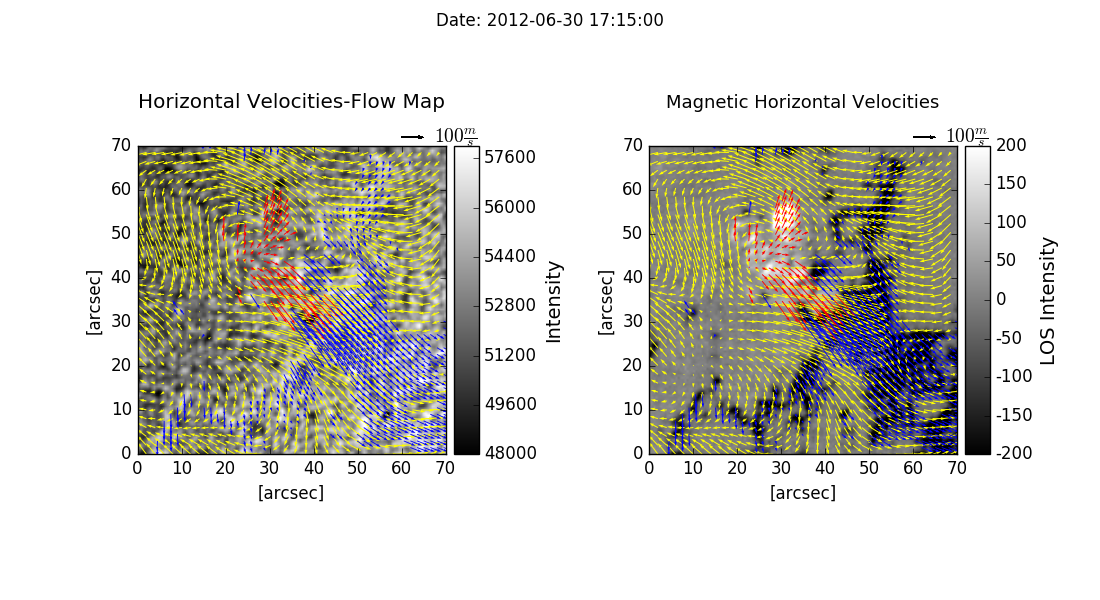 Date: 2012-06-30 17:15:00
Horizontal Velocities-Flow Map
100 m/s
70
60
50
40
30
20
10
0
[arcsec]
0 10 20 30 40 50 60 70
[arcsec]
57600
56000
54400
52800
51200
49600
48000
Intensity
Magnetic Horizontal Velocities
100 m/s
70
60
50
40
30
20
10
0
[arcsec]
0 10 20 30 40 50 60 70
[arcsec]
200
150
100
50
0
-50
-100
-150
-200
LOS Intensity